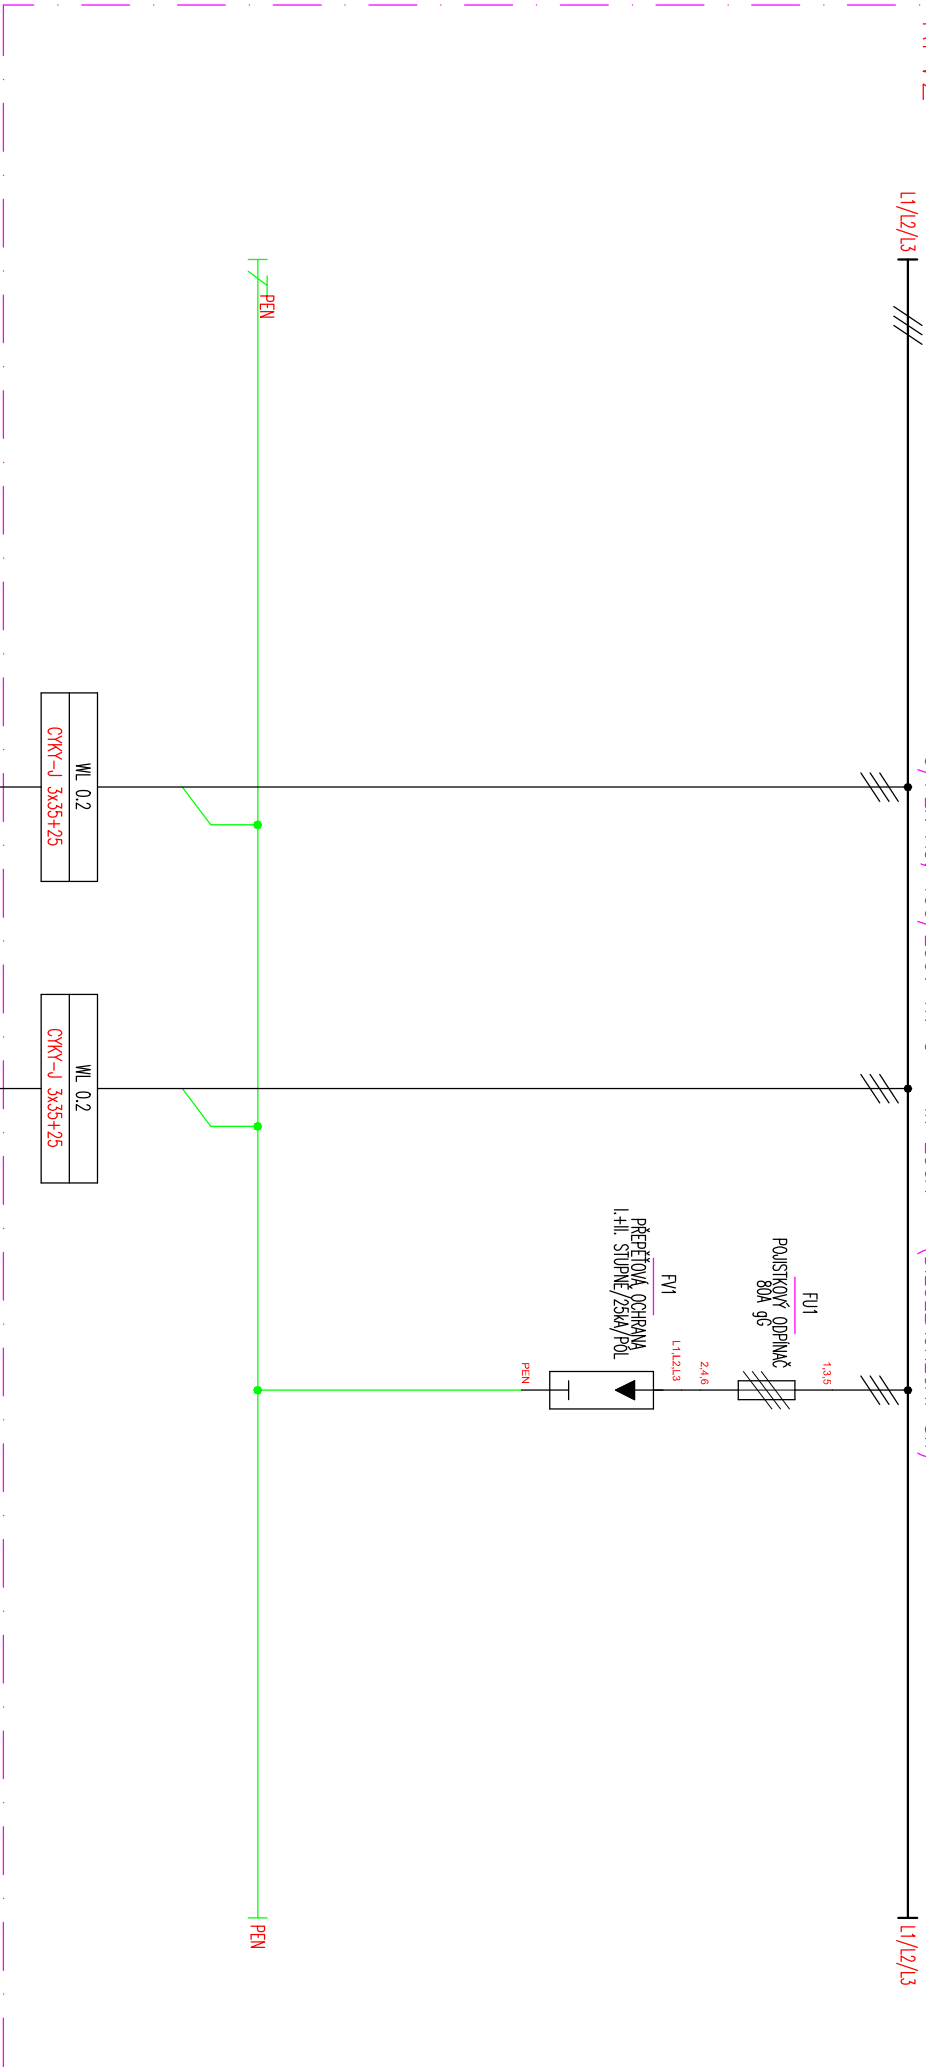 L1/L2/L3
L1/L2/L3
FU1
POJISTKOVÝ ODPÍNAČ
80A gG
1,3,5
2,4,6
FV1
PŘEPĚŤOVÁ OCHRANA
I.+II. STUPNĚ/25kA/PÓL
L1,L2,L3
PEN
PEN
PEN
WL 0.2
CYKY-J 3x35+25
WL 0.2
CYKY-J 3x35+25